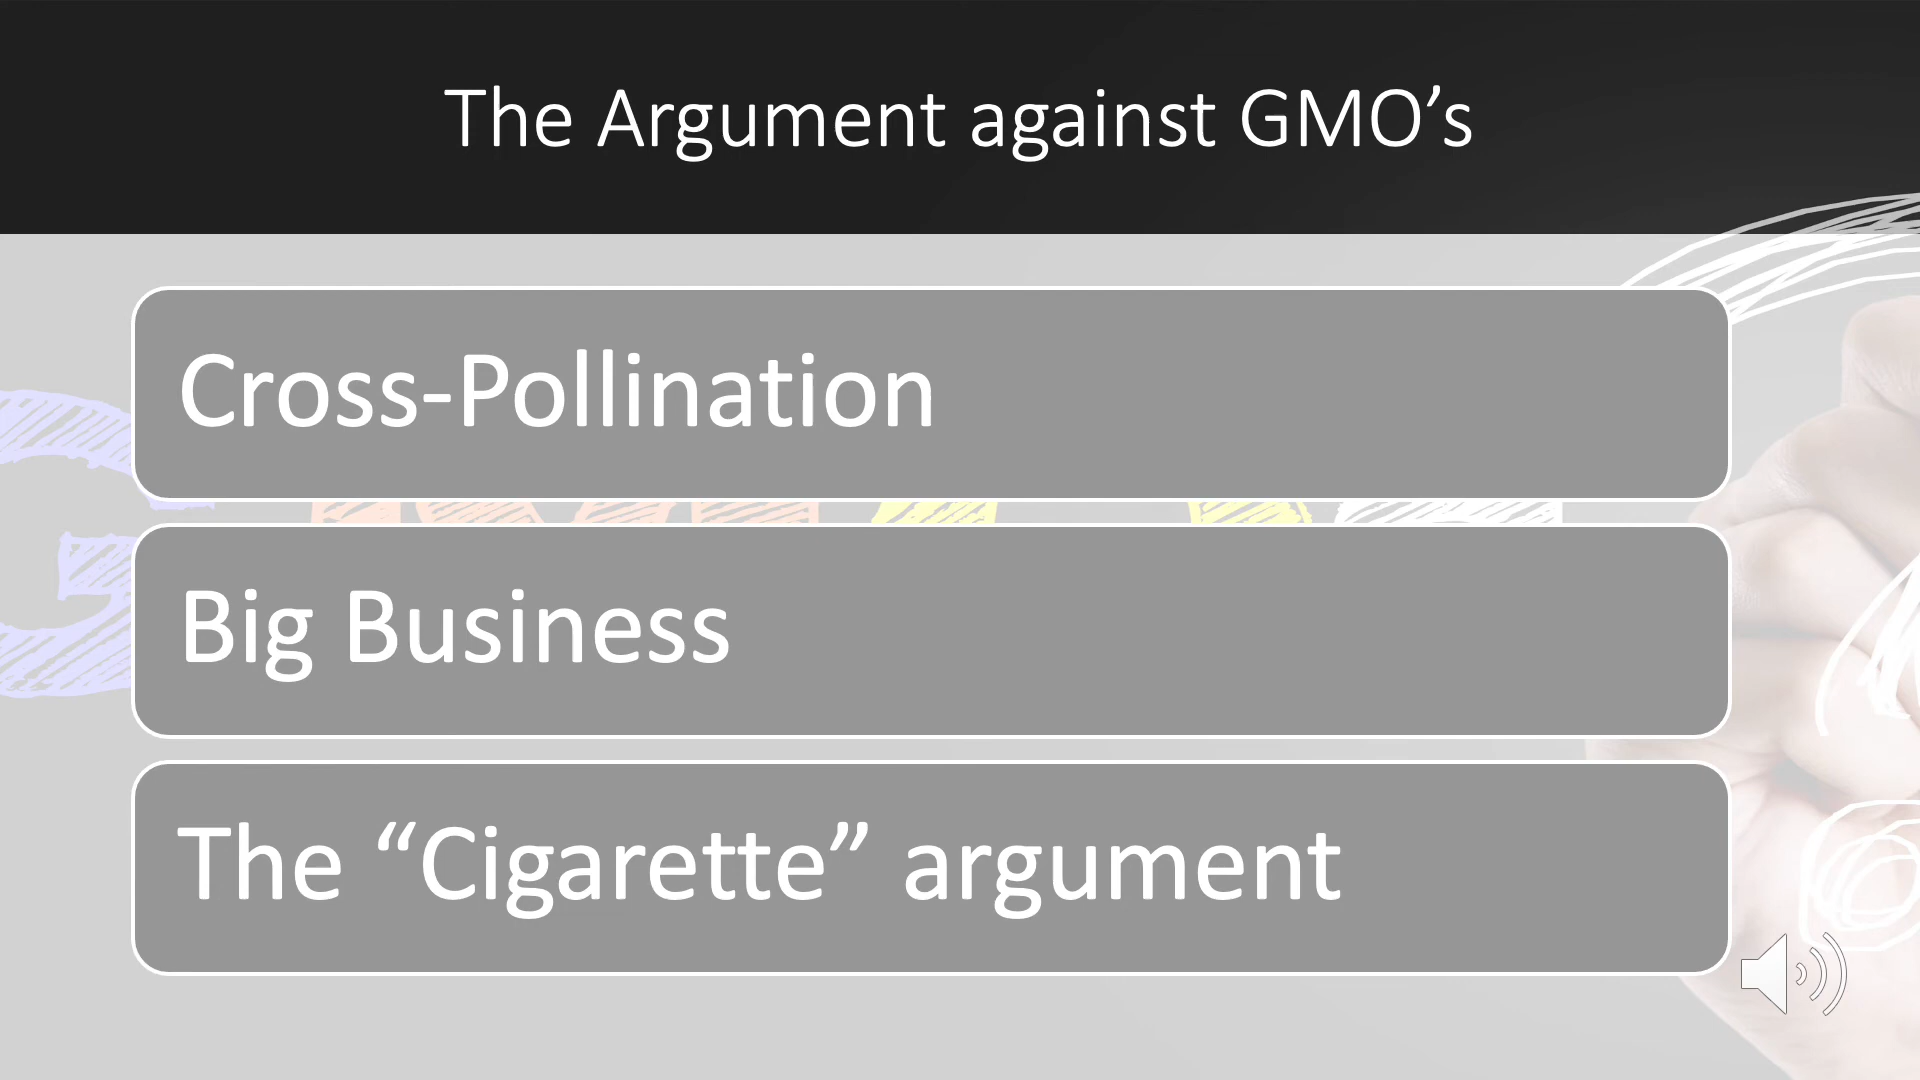 The Argument against GMO’s
Cross-Pollination
Big Business
The “Cigarette” argument